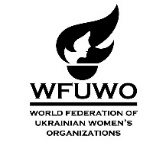 WFUWO
WORLD FEDERATION OF
UKRAINIAN WOMEN'S
ORGANIZATIONS